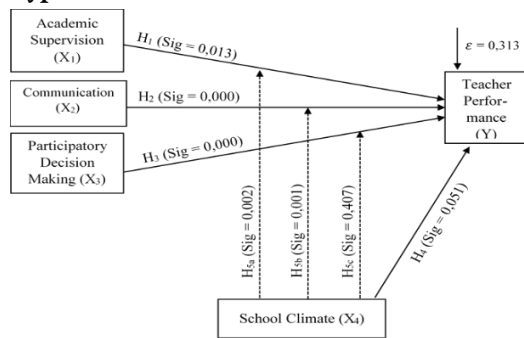 Academic
Supervision
(X₁)
H₁ (Sig = 0,013)
ε = 0,313
Communication
(X₂)
H₂ (Sig = 0,000)
Teacher
Perfor-
mance
(Y)
Participatory
Decision
Making (X₃)
H₃ (Sig = 0,000)
H₅ₐ (Sig = 0,002)
H₅b (Sig = 0,001)
H₅c (Sig = 0,407)
H₄ (Sig = 0,051)
School Climate (X₄)